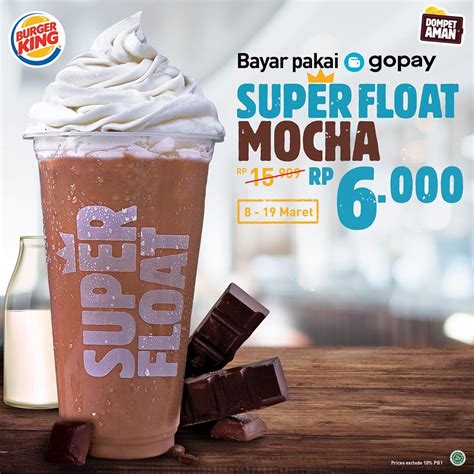 BURGER
KING
DOMPET
AMAN
Bayar pakai gopay
SUPER FLOAT
MOCHA
RP 15.909 RP 6.000
8 - 19 Maret
SUPER
FLOAT
Prices exclude 10% PB1